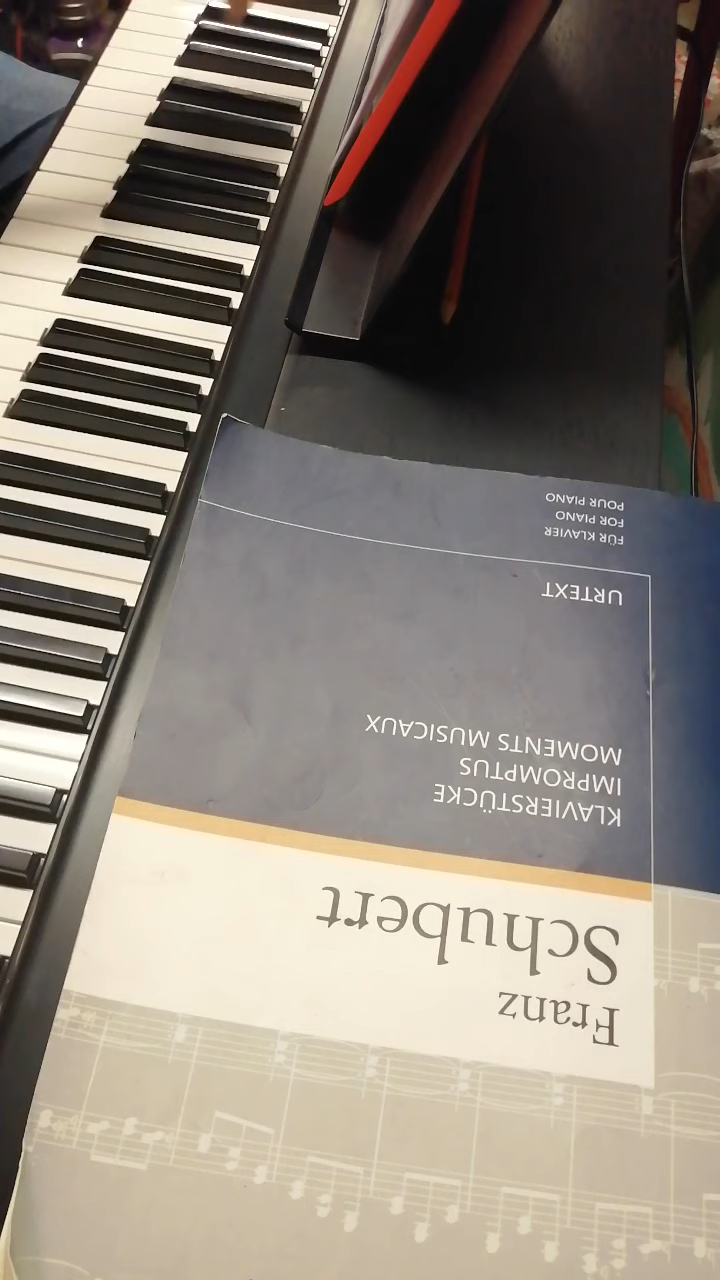 Franz
Schubert
KLAVIERSTÜCKE
IMPROMPTUS
MOMENTS MUSICAUX
URTEXT
FÜR KLAVIER
FOR PIANO
POUR PIANO